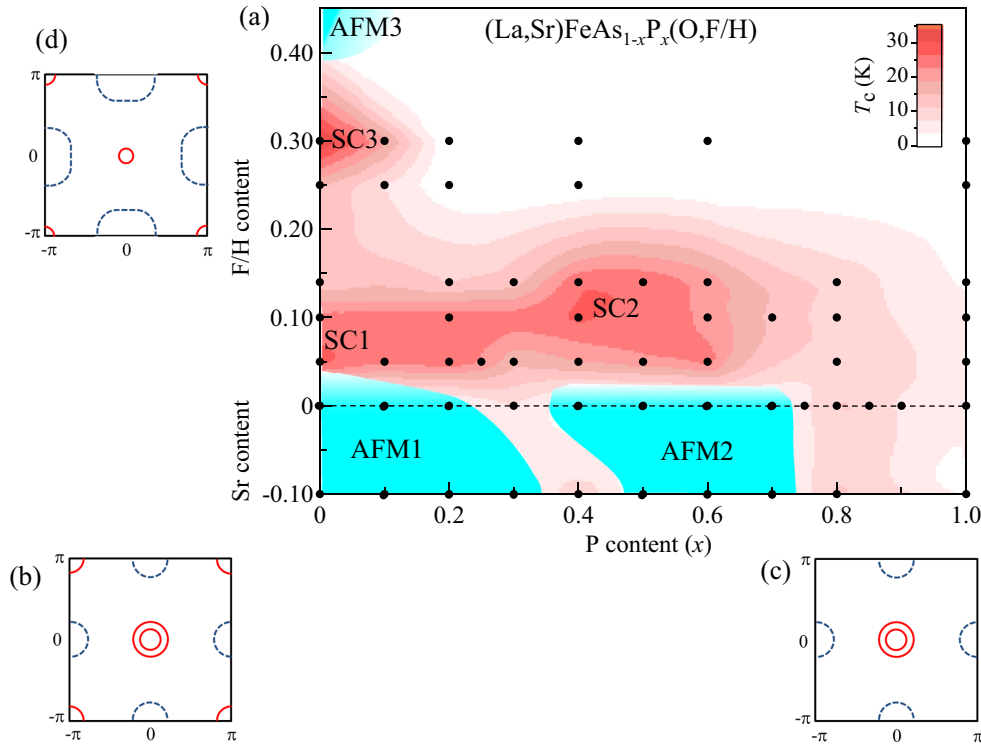 (a)
(La,Sr)FeAs1-xPx(O,F/H)
AFM3
SC3
SC2
SC1
AFM1
AFM2
Tc (K)
30
20
10
0
F/H content
Sr content
0.40
0.30
0.20
0.10
0
-0.10
0
0.2
0.4
0.6
0.8
1.0
P content (x)
(d)
π
0
-π
-π
0
π
(b)
π
0
-π
-π
0
π
(c)
π
0
-π
-π
0
π